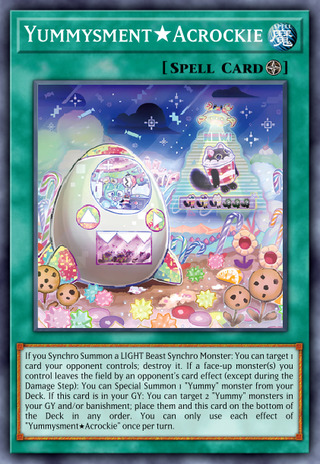 Yummysment★Acrockie
魔
[Spell Card]
If you Synchro Summon a LIGHT Beast Synchro Monster: You can target 1
card your opponent controls; destroy it. If a face-up monster(s) you
control leaves the field by an opponent's card effect (except during the
Damage Step): You can Special Summon 1 "Yummy" monster from your
Deck. If this card is in your GY: You can target 2 "Yummy" monsters in
your GY and/or banishment; place them and this card on the bottom of
the Deck in any order. You can only use each effect of
"Yummysment★Acrockie" once per turn.